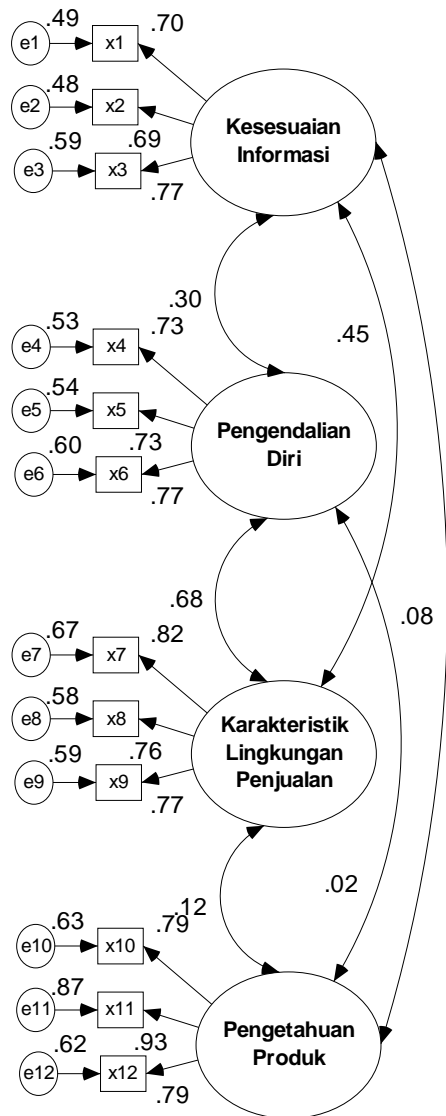 .49
.70
e1
x1
.48
e2
x2
Kesesuaian
Informasi
.59
.69
e3
x3
.77
.30
.45
.53
.73
e4
x4
.54
e5
x5
Pengendalian
Diri
.60
.73
e6
x6
.77
.68
.08
.67
.82
e7
x7
.58
e8
x8
Karakteristik
Lingkungan
Penjualan
.59
.76
e9
x9
.77
.02
.12
.63
.79
e10
x10
.87
e11
x11
Pengetahuan
Produk
.62
.93
e12
x12
.79